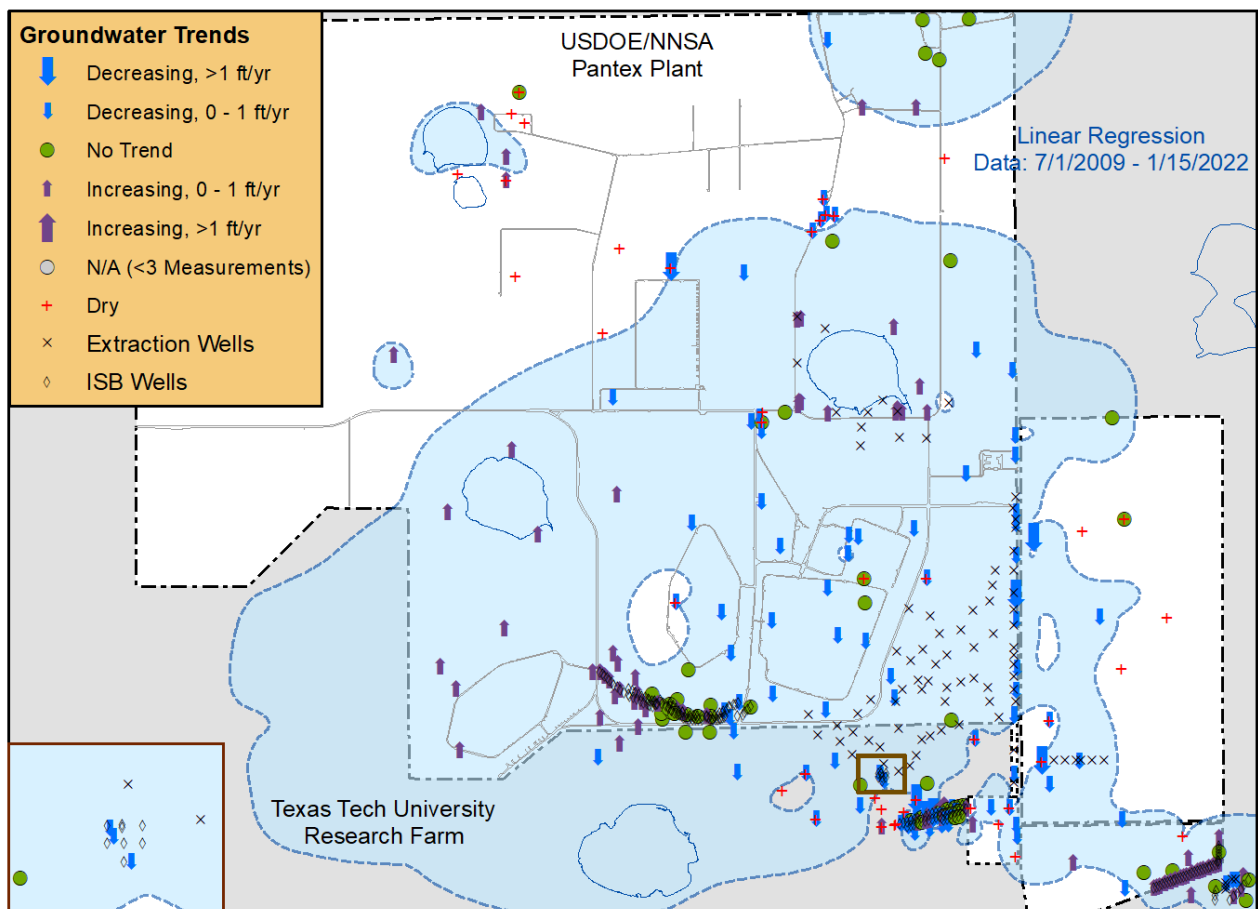 Groundwater Trends
Decreasing, >1 ft/yr
Decreasing, 0 - 1 ft/yr
No Trend
Increasing, 0 - 1 ft/yr
Increasing, >1 ft/yr
N/A (<3 Measurements)
Dry
Extraction Wells
ISB Wells
USDOE/NNSA
Pantex Plant
Linear Regression
Data: 7/1/2009 - 1/15/2022
Texas Tech University
Research Farm